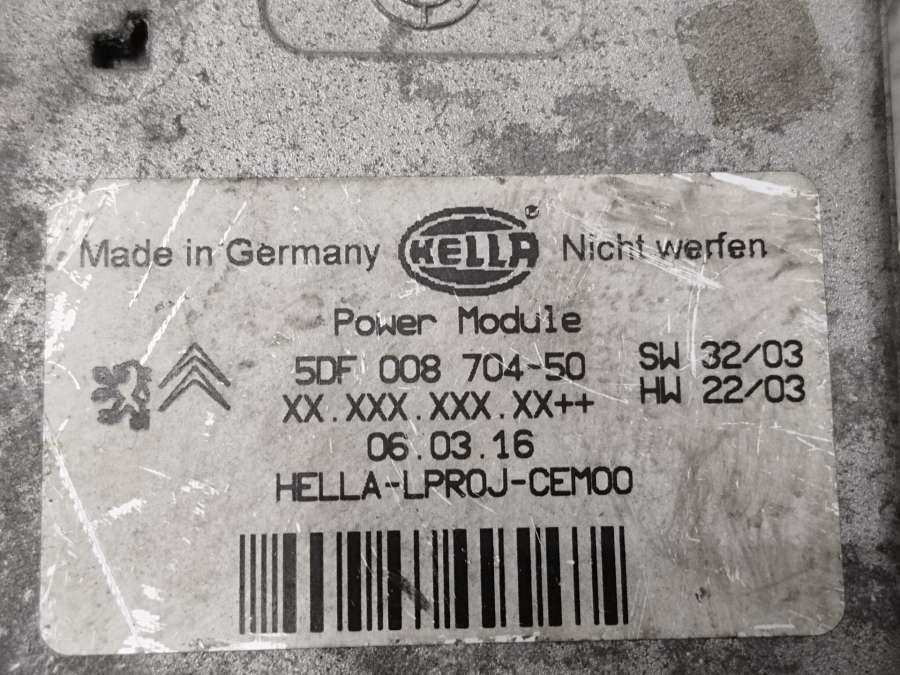 Made in Germany HELLA Nicht werfen
Power Module
5DF 008 704-50 SW 32/03
XX.XXX.XXX.XX++ HW 22/03
06.03.16
HELLA-LPROJ-CEM00